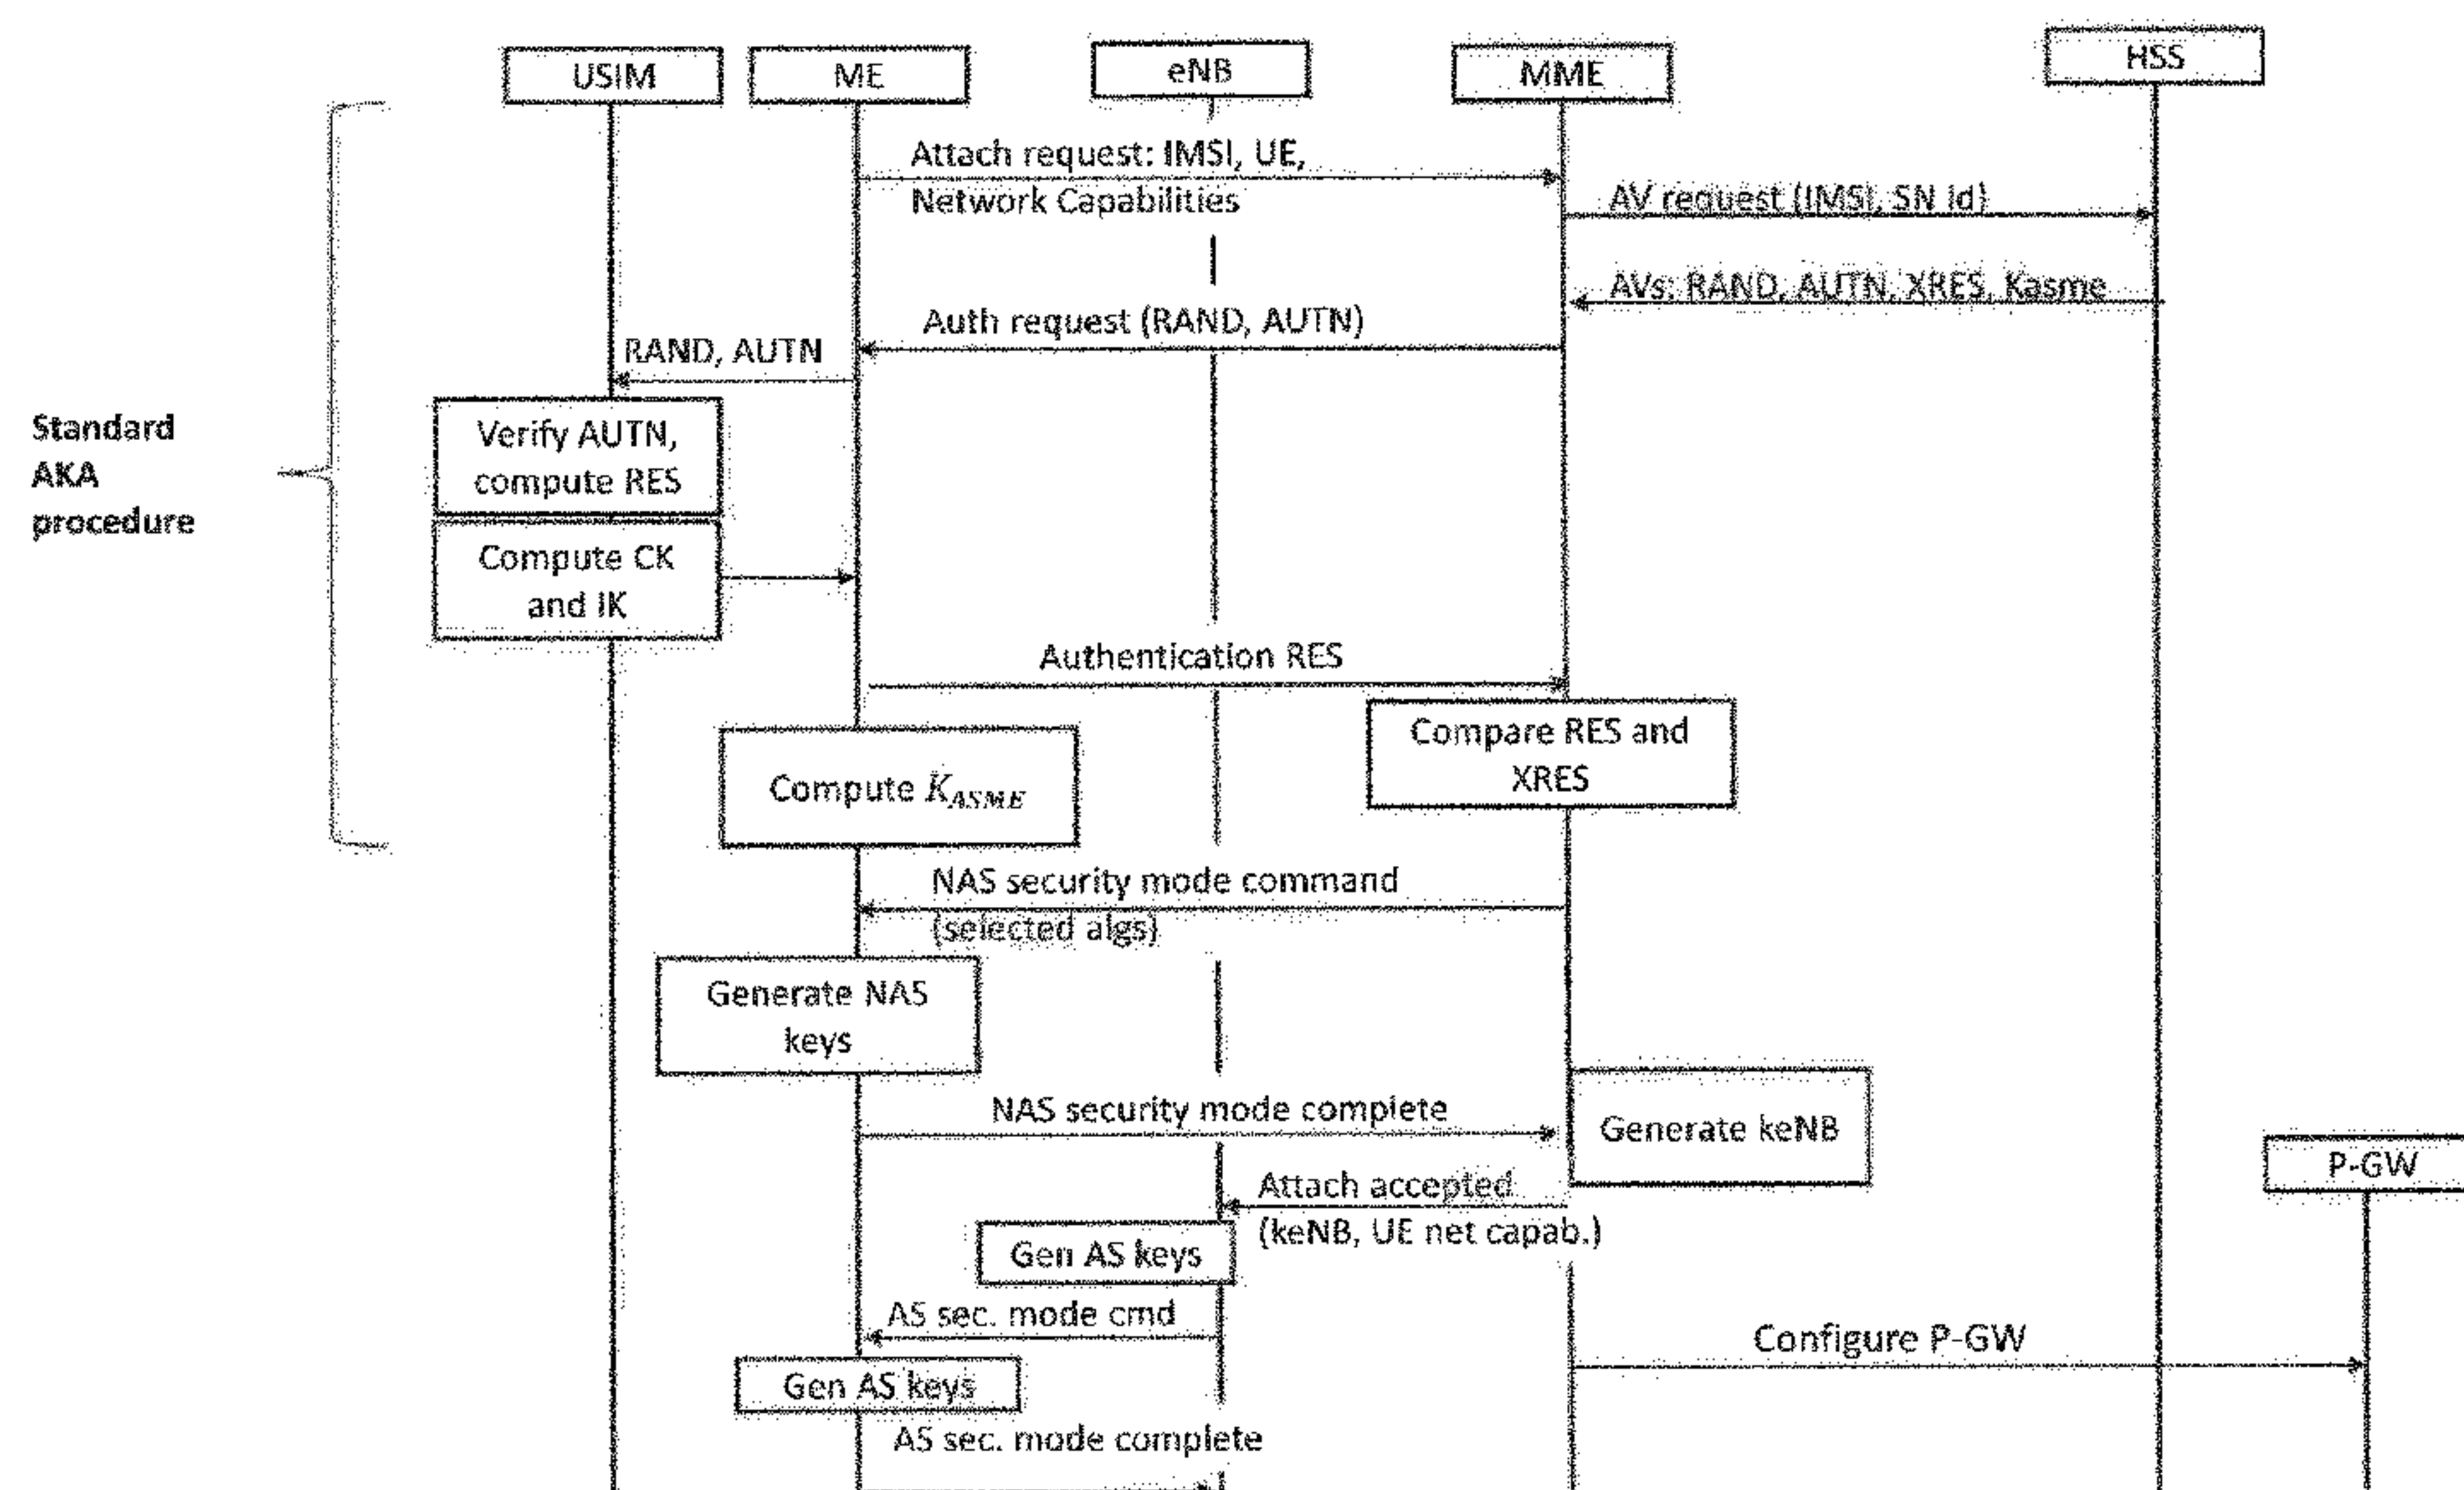 USIM
ME
eNB
MME
HSS
Attach request: IMSI, UE,
Network Capabilities
AV request (IMSI, SN id)
AVs: RAND, AUTN, XRES, Kasme
Auth request (RAND, AUTN)
RAND, AUTN
Standard
AKA
procedure
Verify AUTN,
compute RES
Compute CK
and IK
Authentication RES
Compare RES and
XRES
Compute K_ASME
NAS security mode command
(selected algs)
Generate NAS
keys
NAS security mode complete
Generate keNB
P-GW
Attach accepted
(keNB, UE net capab.)
Gen AS keys
AS sec. mode cmd
Configure P-GW
Gen AS keys
AS sec. mode complete